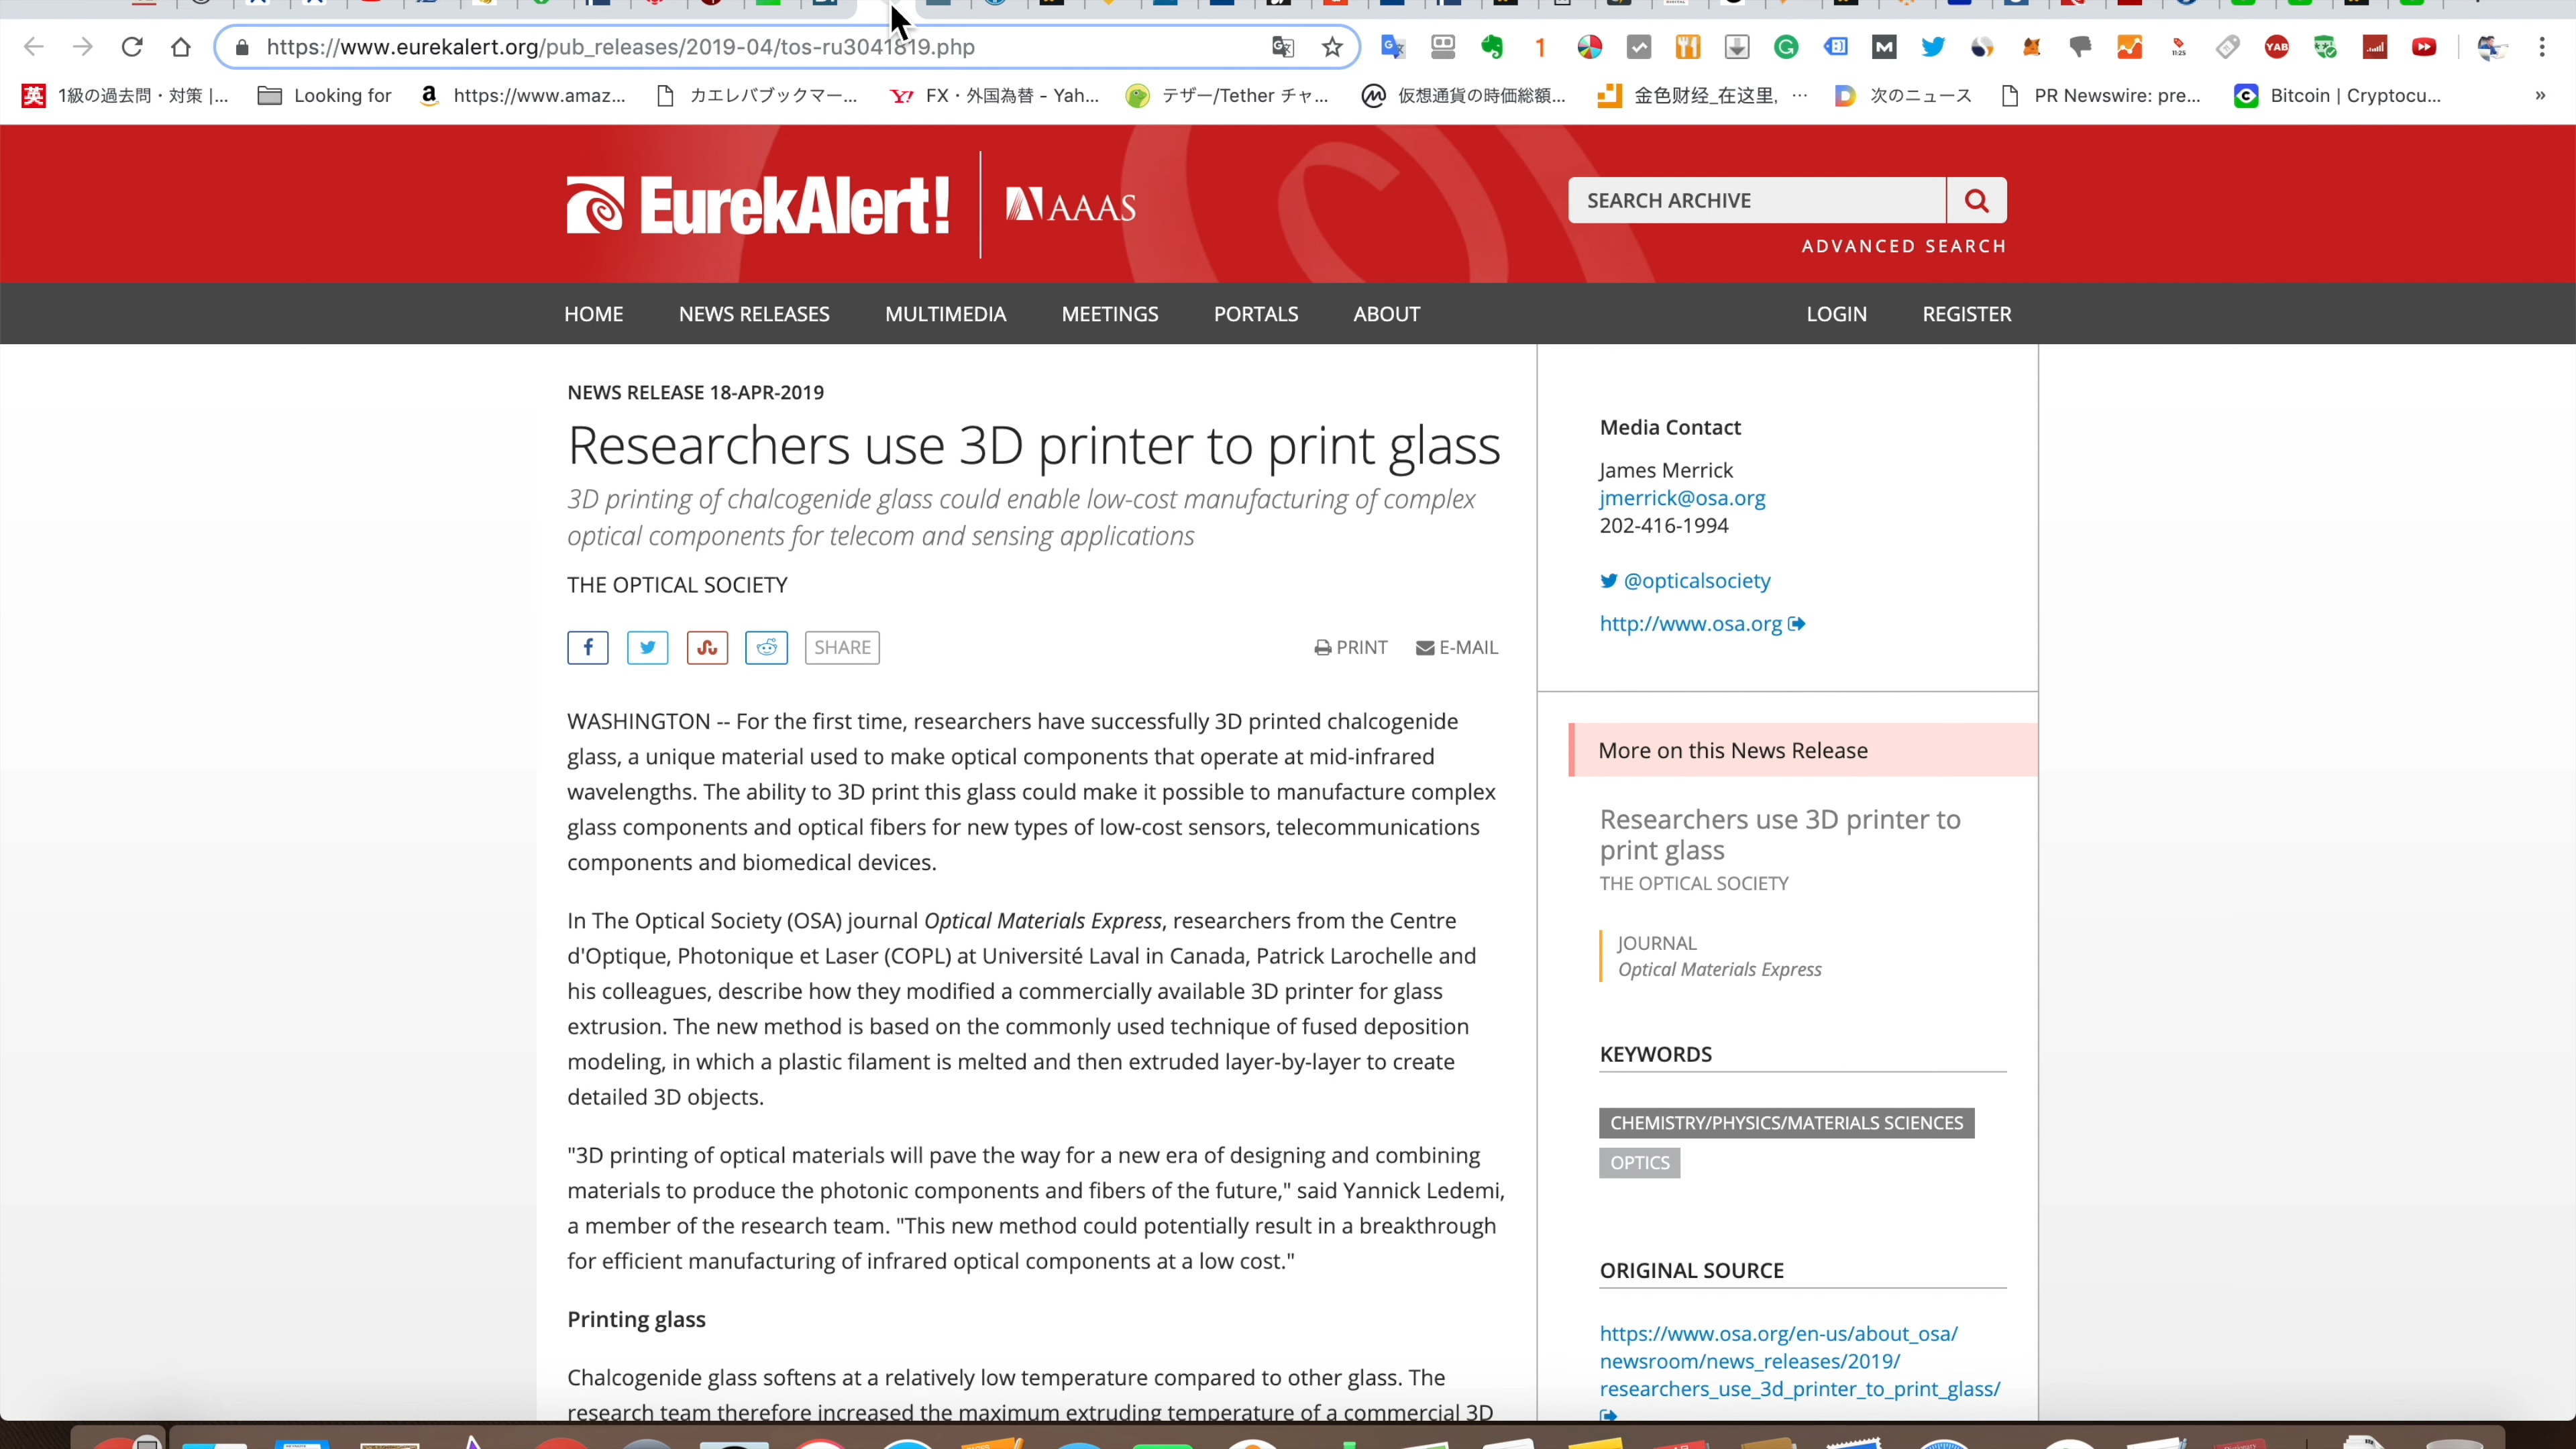 https://www.eurekalert.org/pub_releases/2019-04/tos-ru3041819.php
英 1級の過去問・対策 |... Looking for https://www.amaz... カエレバブックマー... FX・外国為替 - Yah... テザー/Tether チャ... 仮想通貨の時価総額... 金色财经_在这里, ... 次のニュース PR Newswire: pre... Bitcoin | Cryptocu... »
EurekAlert! AAAS
SEARCH ARCHIVE
ADVANCED SEARCH
HOME NEWS RELEASES MULTIMEDIA MEETINGS PORTALS ABOUT LOGIN REGISTER
NEWS RELEASE 18-APR-2019
Researchers use 3D printer to print glass
3D printing of chalcogenide glass could enable low-cost manufacturing of complex
optical components for telecom and sensing applications
THE OPTICAL SOCIETY
SHARE PRINT E-MAIL
WASHINGTON -- For the first time, researchers have successfully 3D printed chalcogenide
glass, a unique material used to make optical components that operate at mid-infrared
wavelengths. The ability to 3D print this glass could make it possible to manufacture complex
glass components and optical fibers for new types of low-cost sensors, telecommunications
components and biomedical devices.
In The Optical Society (OSA) journal Optical Materials Express, researchers from the Centre
d'Optique, Photonique et Laser (COPL) at Université Laval in Canada, Patrick Larochelle and
his colleagues, describe how they modified a commercially available 3D printer for glass
extrusion. The new method is based on the commonly used technique of fused deposition
modeling, in which a plastic filament is melted and then extruded layer-by-layer to create
detailed 3D objects.
"3D printing of optical materials will pave the way for a new era of designing and combining
materials to produce the photonic components and fibers of the future," said Yannick Ledemi,
a member of the research team. "This new method could potentially result in a breakthrough
for efficient manufacturing of infrared optical components at a low cost."
Printing glass
Chalcogenide glass softens at a relatively low temperature compared to other glass. The
research team therefore increased the maximum extruding temperature of a commercial 3D
Media Contact
James Merrick
jmerrick@osa.org
202-416-1994
@opticalsociety
http://www.osa.org
More on this News Release
Researchers use 3D printer to
print glass
THE OPTICAL SOCIETY
JOURNAL
Optical Materials Express
KEYWORDS
CHEMISTRY/PHYSICS/MATERIALS SCIENCES
OPTICS
ORIGINAL SOURCE
https://www.osa.org/en-us/about_osa/
newsroom/news_releases/2019/
researchers_use_3d_printer_to_print_glass/